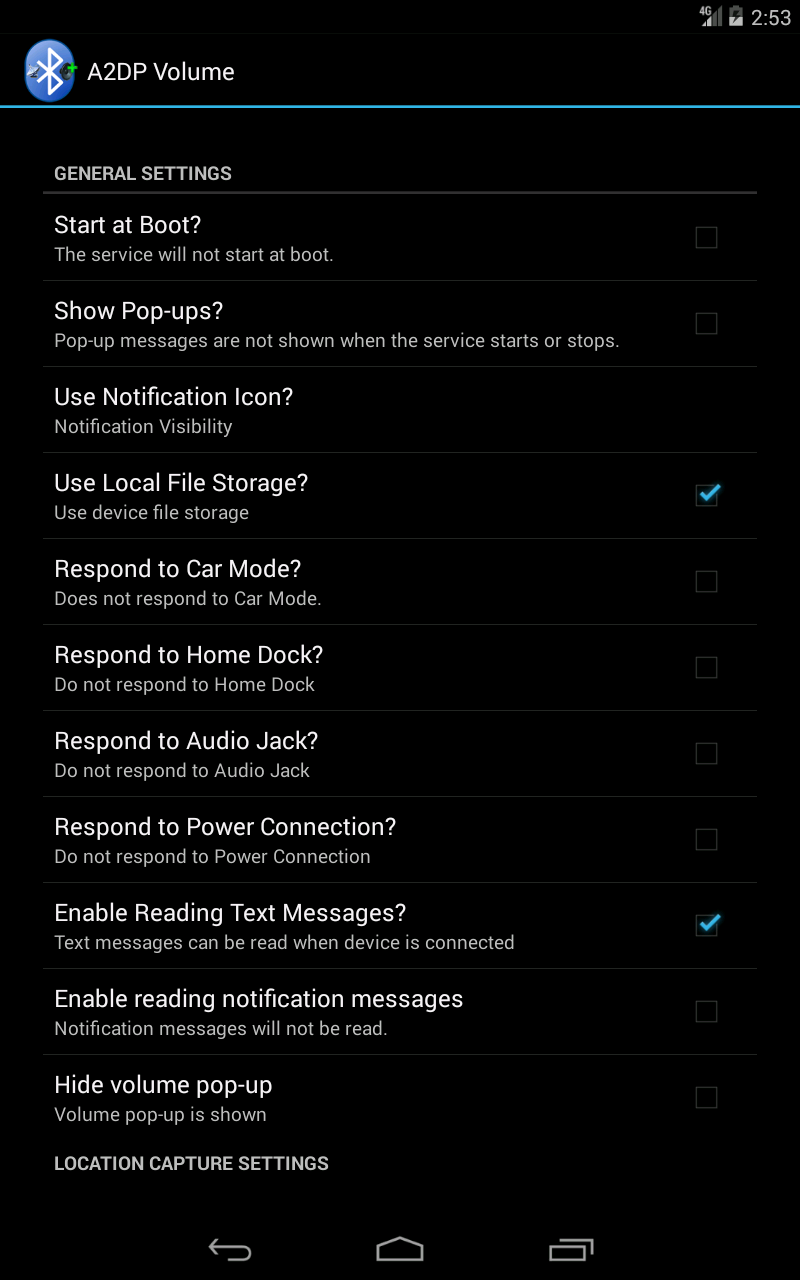 4G 2:53
A2DP Volume
GENERAL SETTINGS
Start at Boot?
The service will not start at boot.
Show Pop-ups?
Pop-up messages are not shown when the service starts or stops.
Use Notification Icon?
Notification Visibility
Use Local File Storage?
Use device file storage
Respond to Car Mode?
Does not respond to Car Mode.
Respond to Home Dock?
Do not respond to Home Dock
Respond to Audio Jack?
Do not respond to Audio Jack
Respond to Power Connection?
Do not respond to Power Connection
Enable Reading Text Messages?
Text messages can be read when device is connected
Enable reading notification messages
Notification messages will not be read.
Hide volume pop-up
Volume pop-up is shown
LOCATION CAPTURE SETTINGS